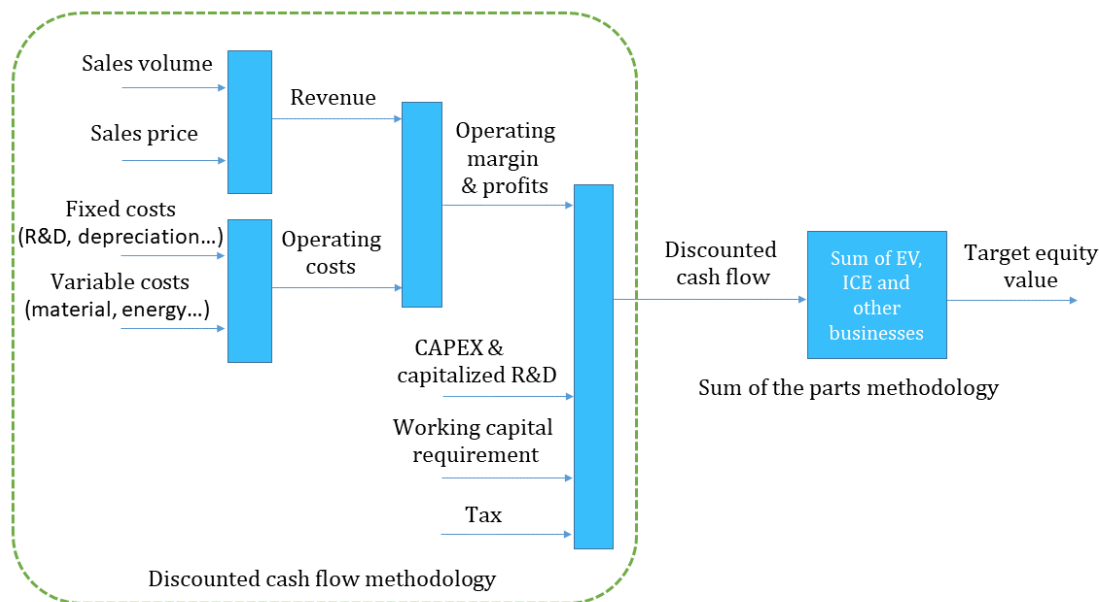 Sales volume
Revenue
Sales price
Operating
margin
& profits
Fixed costs
(R&D, depreciation...)
Operating
costs
Variable costs
(material, energy...)
Discounted
cash flow
Sum of EV,
ICE and
other
businesses
Target equity
value
CAPEX &
capitalized R&D
Sum of the parts methodology
Working capital
requirement
Tax
Discounted cash flow methodology